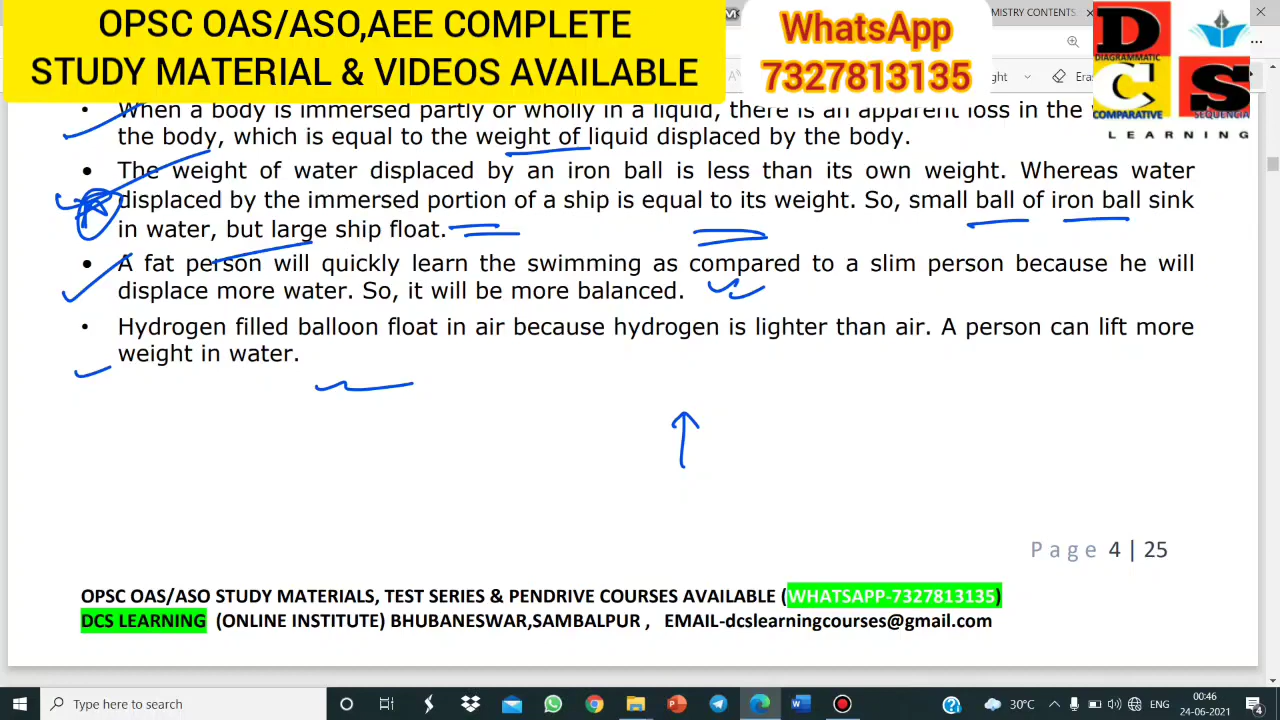 OPSC OAS/ASO,AEE COMPLETE
STUDY MATERIAL & VIDEOS AVAILABLE
WhatsApp
7327813135
MISTRY CONTENTS
DIAGRAMMATIC
D
C
S
COMPARATIVE
SEQUENCIA
LEARNING
ght
Era
• When a body is immersed partly or wholly in a liquid, there is an apparent loss in the
the body, which is equal to the weight of liquid displaced by the body.
• The weight of water displaced by an iron ball is less than its own weight. Whereas water
displaced by the immersed portion of a ship is equal to its weight. So, small ball of iron ball sink
in water, but large ship float.
• A fat person will quickly learn the swimming as compared to a slim person because he will
displace more water. So, it will be more balanced.
• Hydrogen filled balloon float in air because hydrogen is lighter than air. A person can lift more
weight in water.
Page 4 | 25
OPSC OAS/ASO STUDY MATERIALS, TEST SERIES & PENDRIVE COURSES AVAILABLE (WHATSAPP-7327813135)
DCS LEARNING (ONLINE INSTITUTE) BHUBANESWAR,SAMBALPUR , EMAIL-dcslearningcourses@gmail.com
Type here to search
30°C
ENG
00:46
24-06-2021
4